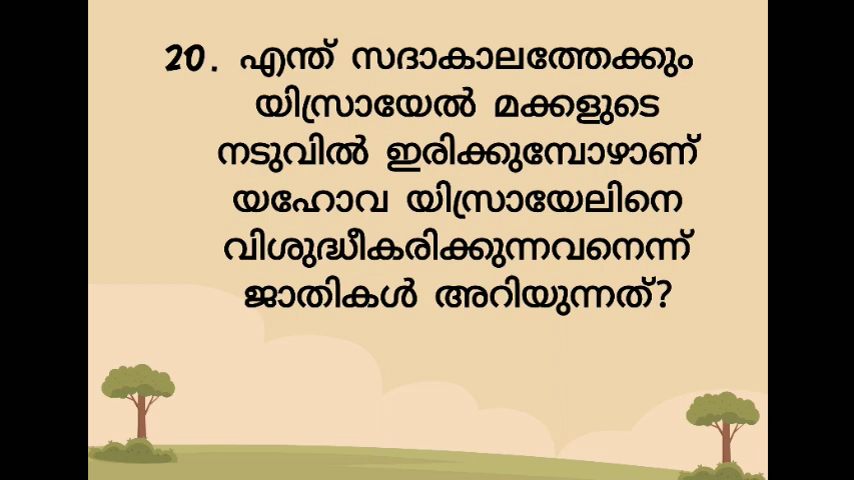 20. എന്ത് സദാകാലത്തേക്കും
യിസ്രായേൽ മക്കളുടെ
നടുവിൽ ഇരിക്കുമ്പോഴാണ്
യഹോവ യിസ്രായേലിനെ
വിശുദ്ധീകരിക്കുന്നവനെന്ന്
ജാതികൾ അറിയുന്നത്?